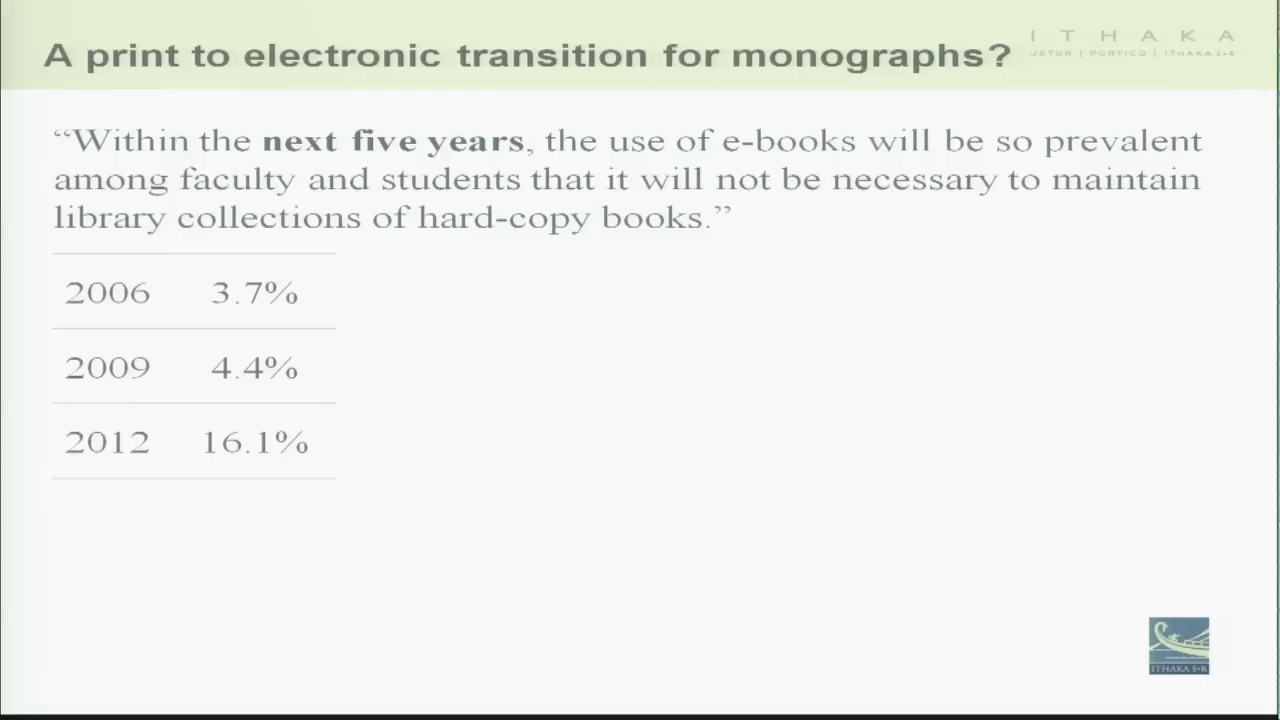 A print to electronic transition for monographs?
I T H A K A
JSTOR | PORTICO | ITHAKA S+R
“Within the next five years, the use of e-books will be so prevalent
among faculty and students that it will not be necessary to maintain
library collections of hard-copy books.”
2006 3.7%
2009 4.4%
2012 16.1%
ITHAKA S+R